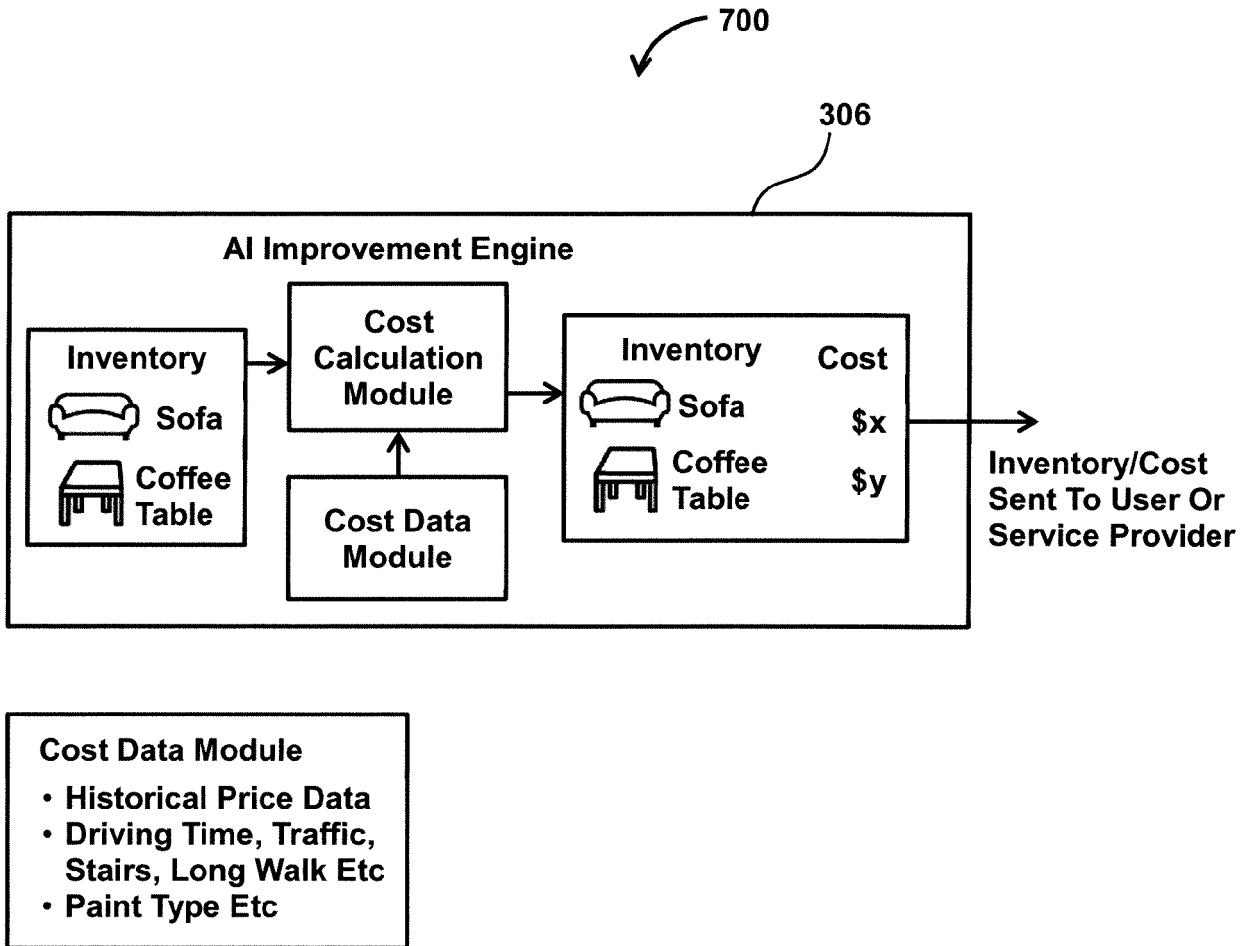 700
306
AI Improvement Engine
Inventory
Sofa
Coffee
Table
Cost
Calculation
Module
Cost Data
Module
Inventory Cost
Sofa $x
Coffee
Table $y
Inventory/Cost
Sent To User Or
Service Provider
Cost Data Module
• Historical Price Data
• Driving Time, Traffic,
Stairs, Long Walk Etc
• Paint Type Etc